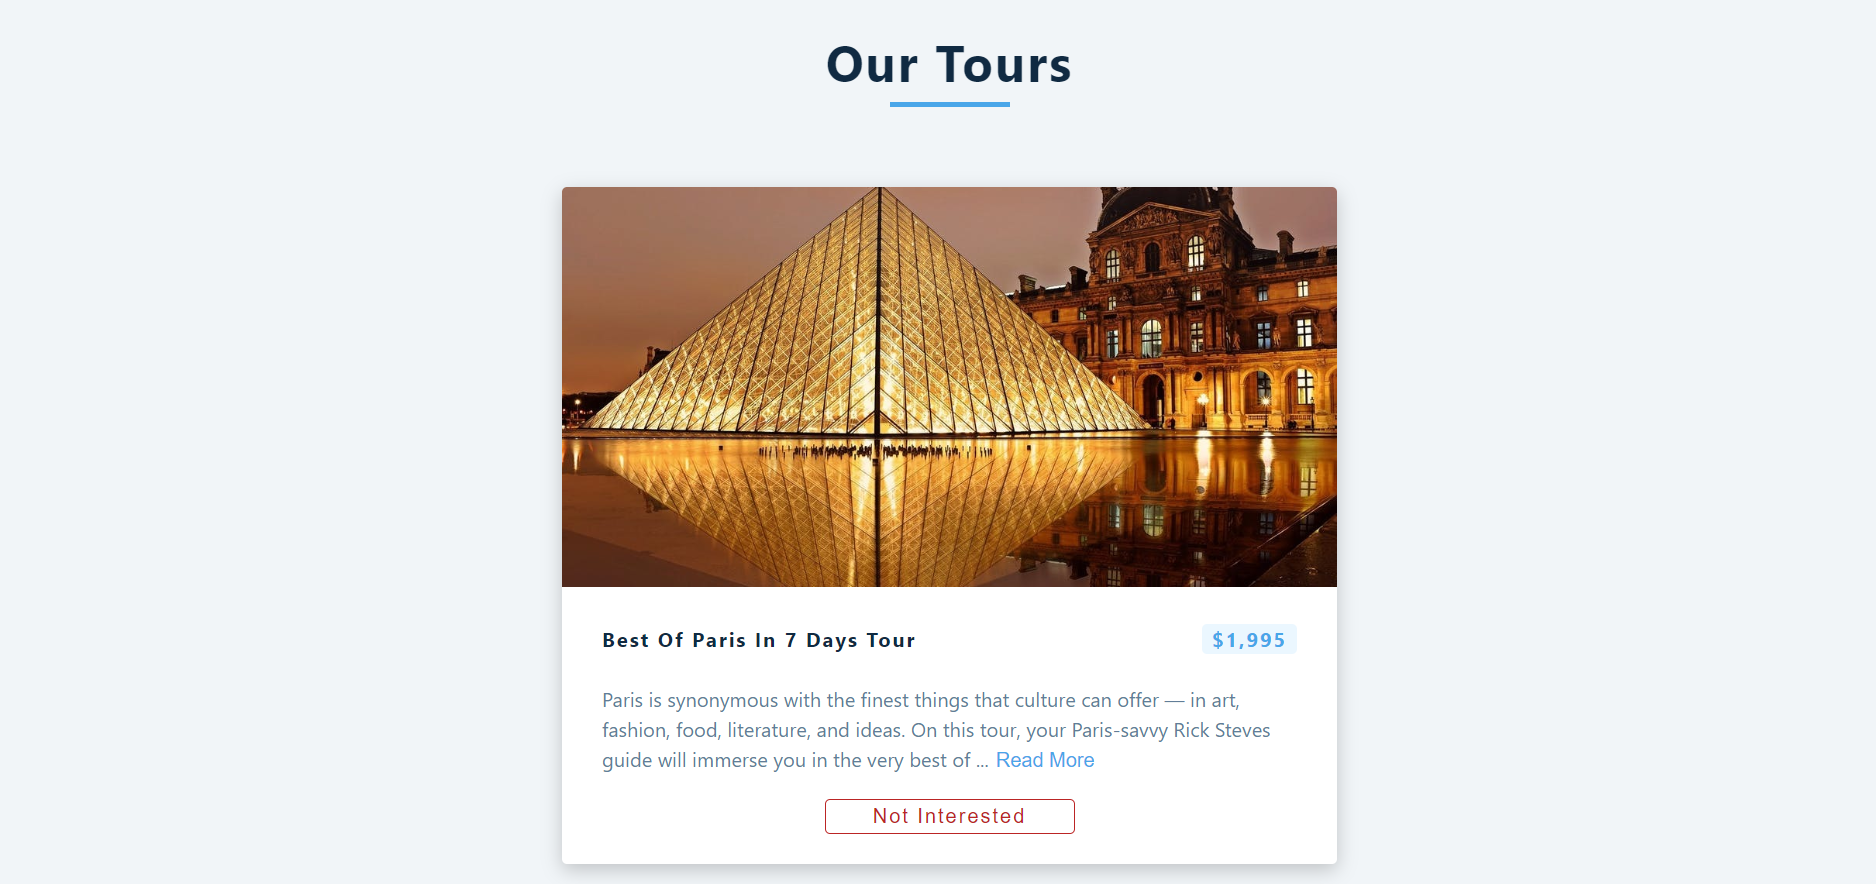 Our Tours
Best Of Paris In 7 Days Tour
$1,995
Paris is synonymous with the finest things that culture can offer — in art,
fashion, food, literature, and ideas. On this tour, your Paris-savvy Rick Steves
guide will immerse you in the very best of ... Read More
Not Interested